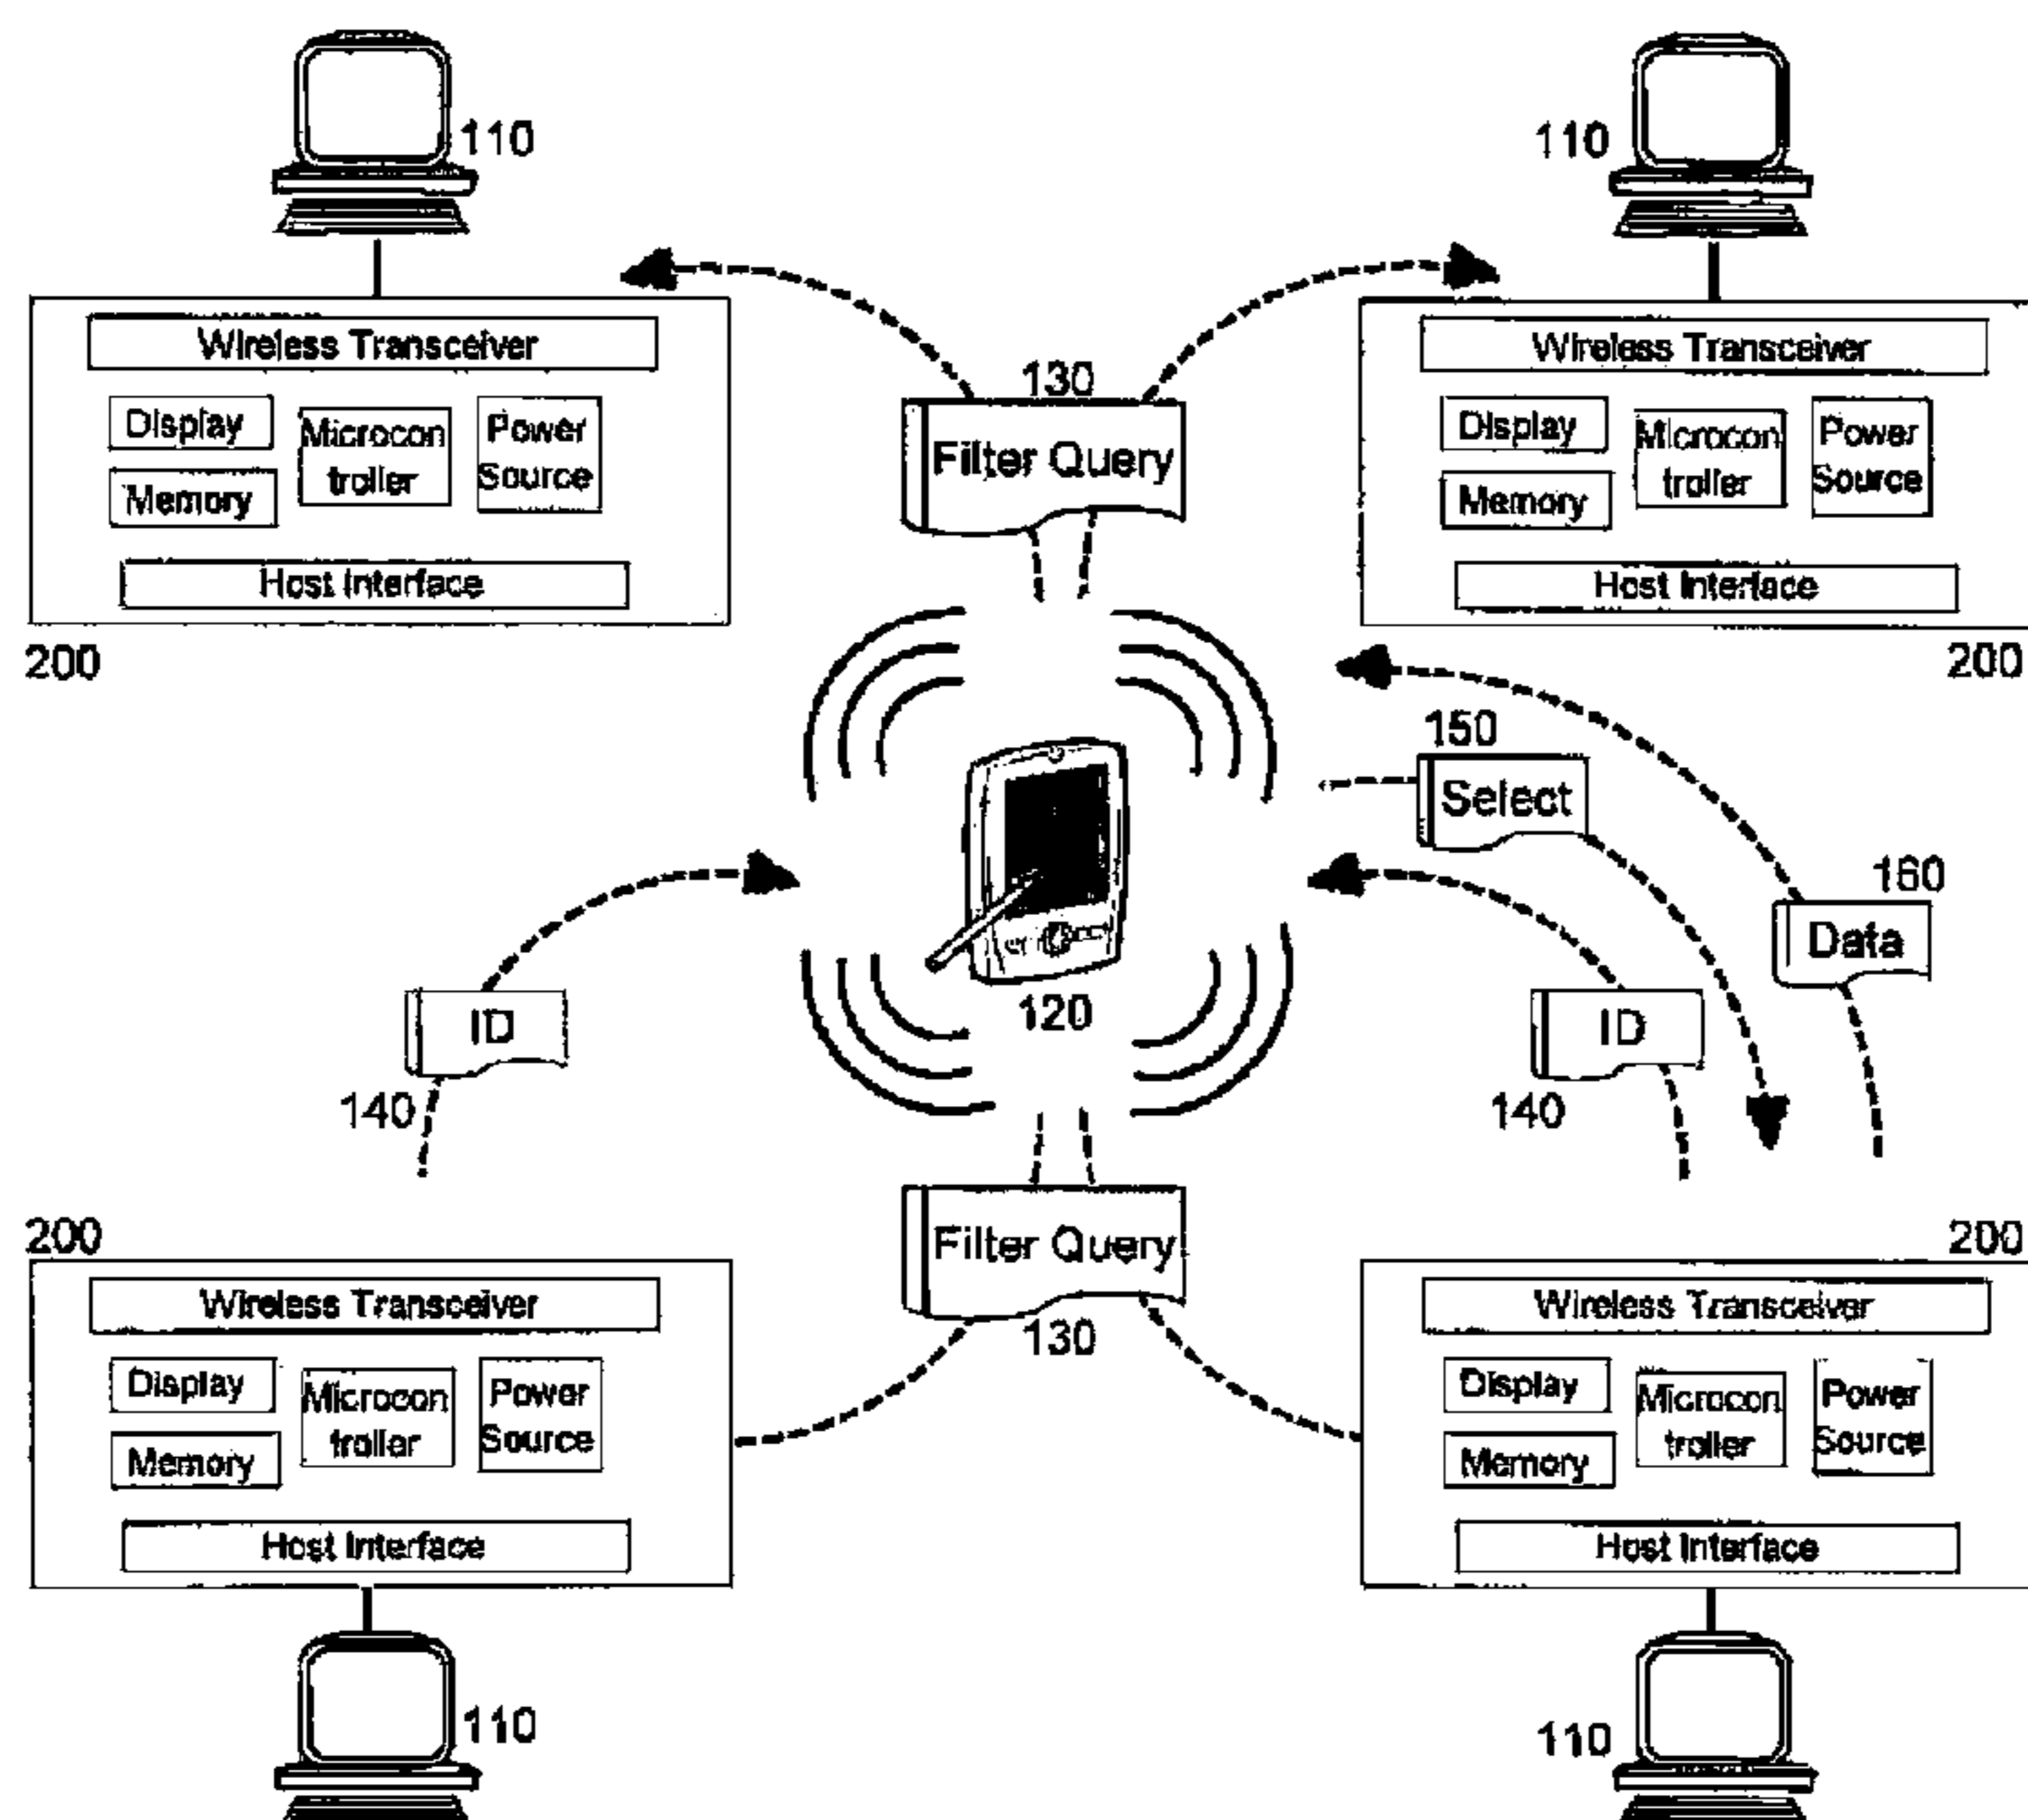 110
110
Wireless Transceiver
Display
Microcon
troller
Power
Source
Memory
Host Interface
200
130
Filter Query
Wireless Transceiver
Display
Microcon
troller
Power
Source
Memory
Host Interface
200
150
Select
160
Data
120
ID
140
ID
140
200
Wireless Transceiver
Display
Microcon
troller
Power
Source
Memory
Host Interface
Filter Query
130
200
Wireless Transceiver
Display
Microcon
troller
Power
Source
Memory
Host Interface
110
110